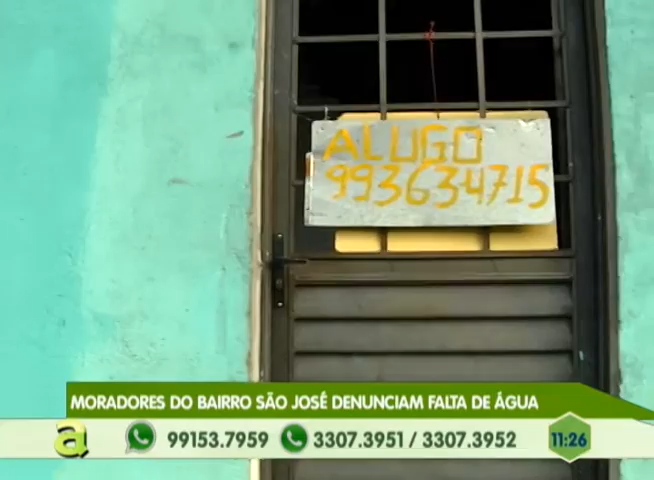 ALUGO
993634715
MORADORES DO BAIRRO SÃO JOSÉ DENUNCIAM FALTA DE ÁGUA
a 99153.7959 3307.3951 / 3307.3952 11:26